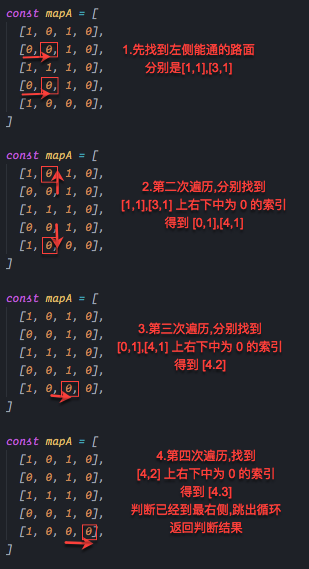 const mapA = [
[1, 0, 1, 0],
[0, 0, 1, 0],
[1, 1, 1, 0],
[0, 0, 1, 0],
[1, 0, 0, 0],
]
1.先找到左侧能通的路面
分别是[1,1],[3,1]
const mapA = [
[1, 0, 1, 0],
[0, 0, 1, 0],
[1, 1, 1, 0],
[0, 0, 1, 0],
[1, 0, 0, 0],
]
2.第二次遍历,分别找到
[1,1],[3,1] 上右下中为 0 的索引
得到 [0,1],[4,1]
const mapA = [
[1, 0, 1, 0],
[0, 0, 1, 0],
[1, 1, 1, 0],
[0, 0, 1, 0],
[1, 0, 0, 0],
]
3.第三次遍历,分别找到
[0,1],[4,1] 上右下中为 0 的索引
得到 [4.2]
const mapA = [
[1, 0, 1, 0],
[0, 0, 1, 0],
[1, 1, 1, 0],
[0, 0, 1, 0],
[1, 0, 0, 0],
]
4.第四次遍历,找到
[4,2] 上右下中为 0 的索引
得到 [4.3]
判断已经到最右侧,跳出循环
返回判断结果